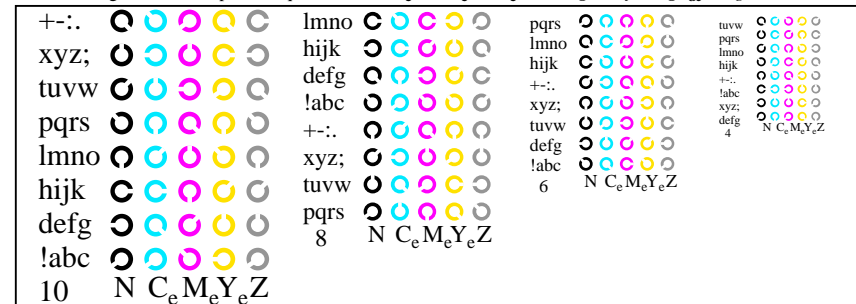 +-:.
xyz;
tuvw
pqrs
lmno
hijk
defg
!abc
10 N CeMeYeZ
lmno
hijk
defg
!abc
+-:.
xyz;
tuvw
pqrs
8 N CeMeYeZ
pqrs
lmno
hijk
+-:.
xyz;
tuvw
defg
!abc
6 N CeMeYeZ
tuvw
pqrs
lmno
hijk
+-:.
!abc
xyz;
defg
4 N CeMeYeZ